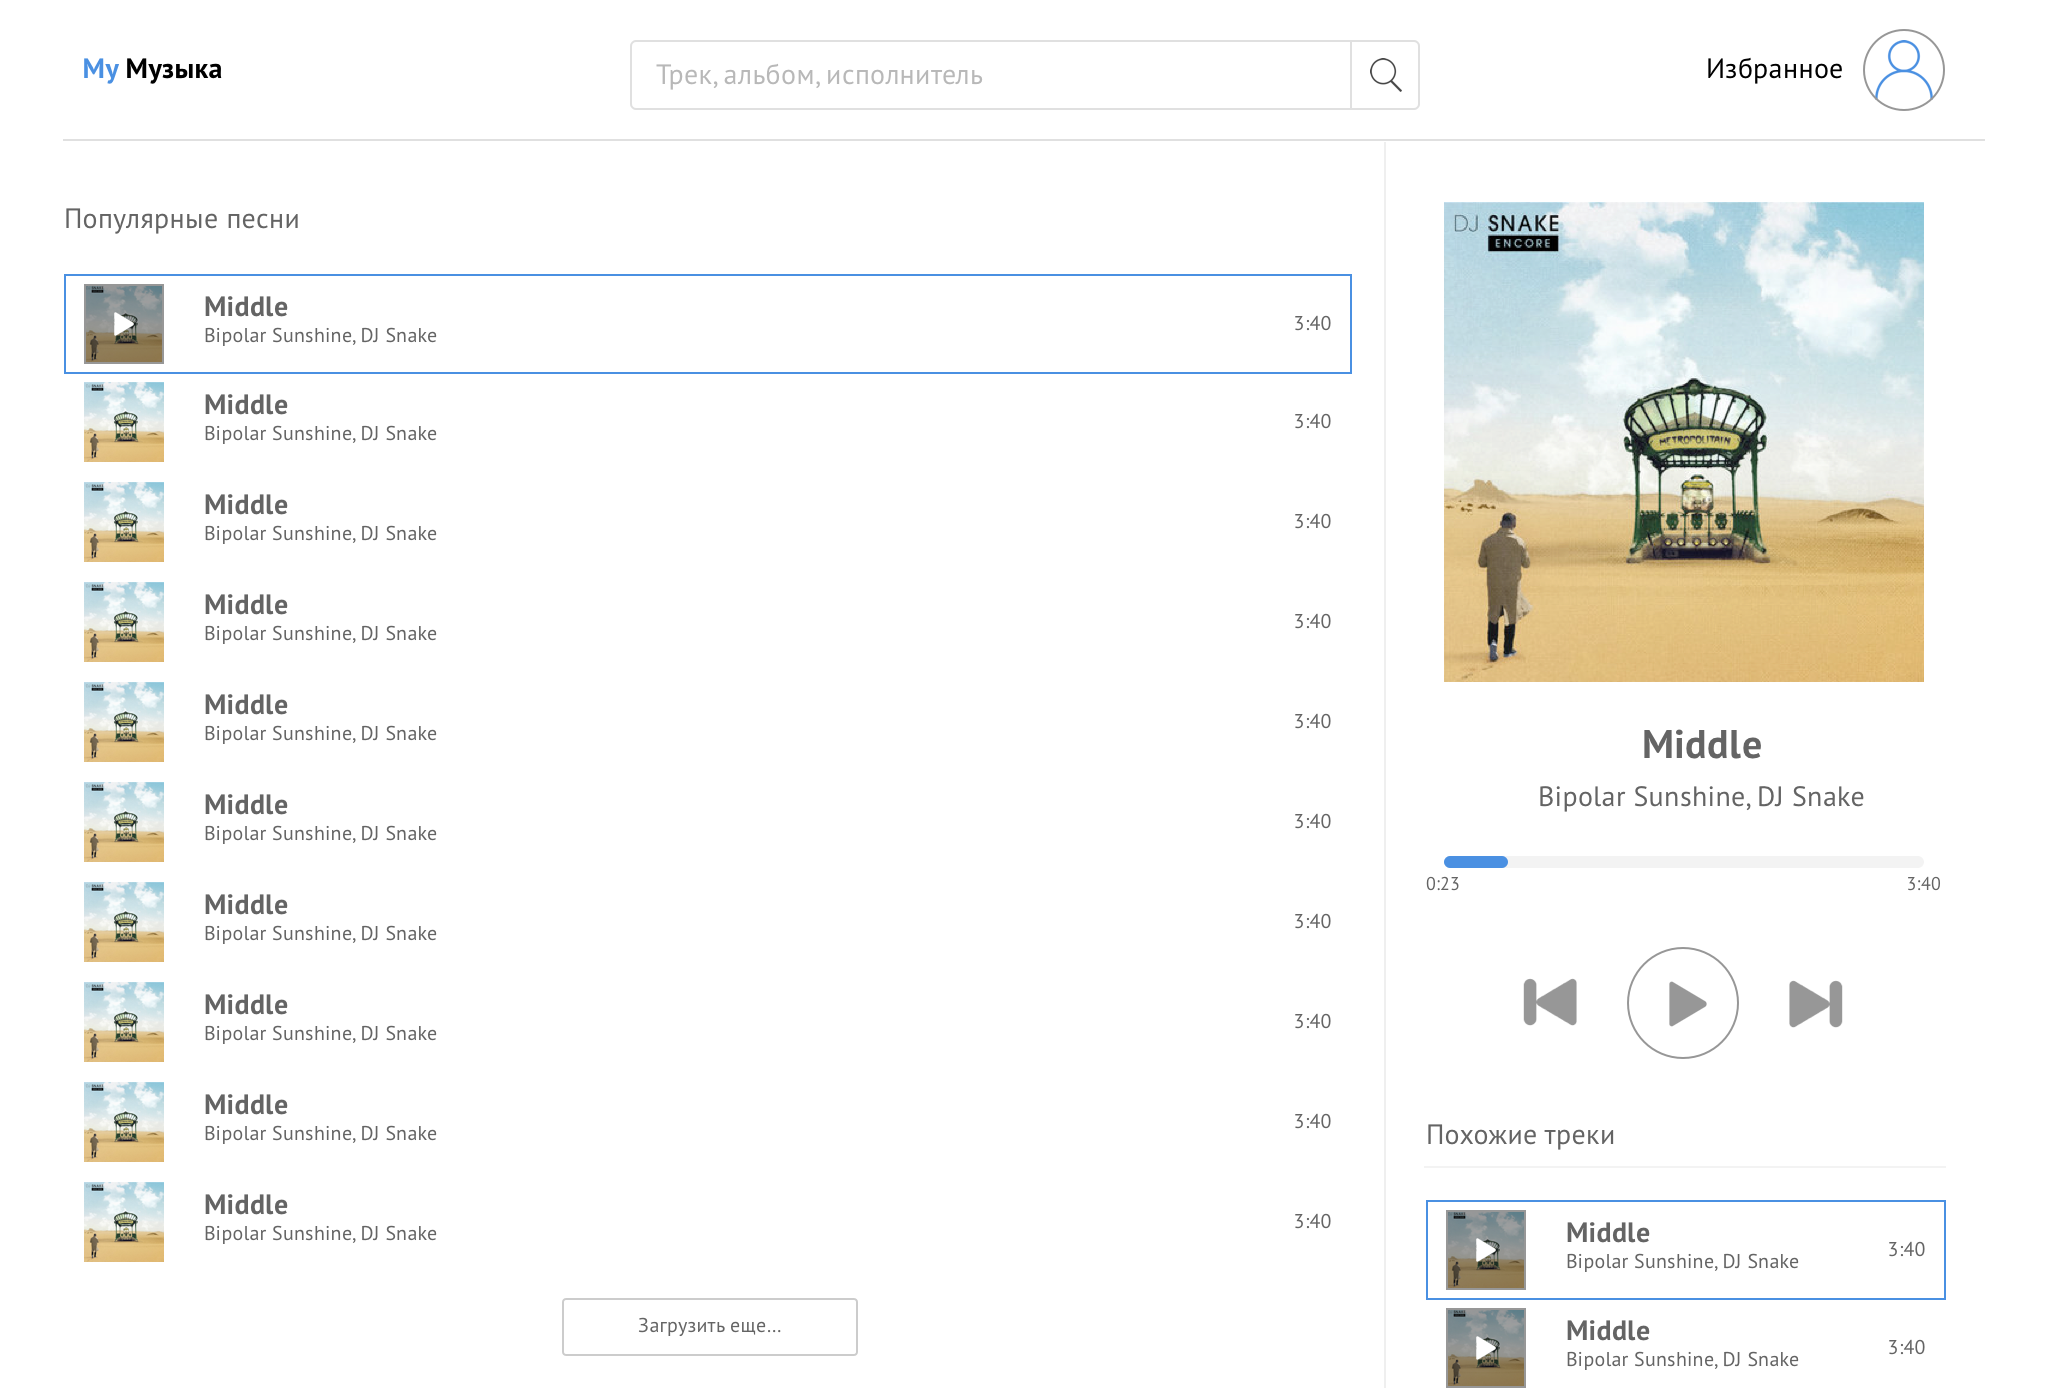 My Музыка
Трек, альбом, исполнитель
Избранное
Популярные песни
Middle
Bipolar Sunshine, DJ Snake
3:40
Middle
Bipolar Sunshine, DJ Snake
3:40
Middle
Bipolar Sunshine, DJ Snake
3:40
Middle
Bipolar Sunshine, DJ Snake
3:40
Middle
Bipolar Sunshine, DJ Snake
3:40
Middle
Bipolar Sunshine, DJ Snake
3:40
Middle
Bipolar Sunshine, DJ Snake
3:40
Middle
Bipolar Sunshine, DJ Snake
3:40
Middle
Bipolar Sunshine, DJ Snake
3:40
Middle
Bipolar Sunshine, DJ Snake
3:40
Загрузить еще...
DJ SNAKE
ENCORE
METROPOLITAIN
Middle
Bipolar Sunshine, DJ Snake
0:23
3:40
Похожие треки
Middle
Bipolar Sunshine, DJ Snake
3:40
Middle
Bipolar Sunshine, DJ Snake
3:40